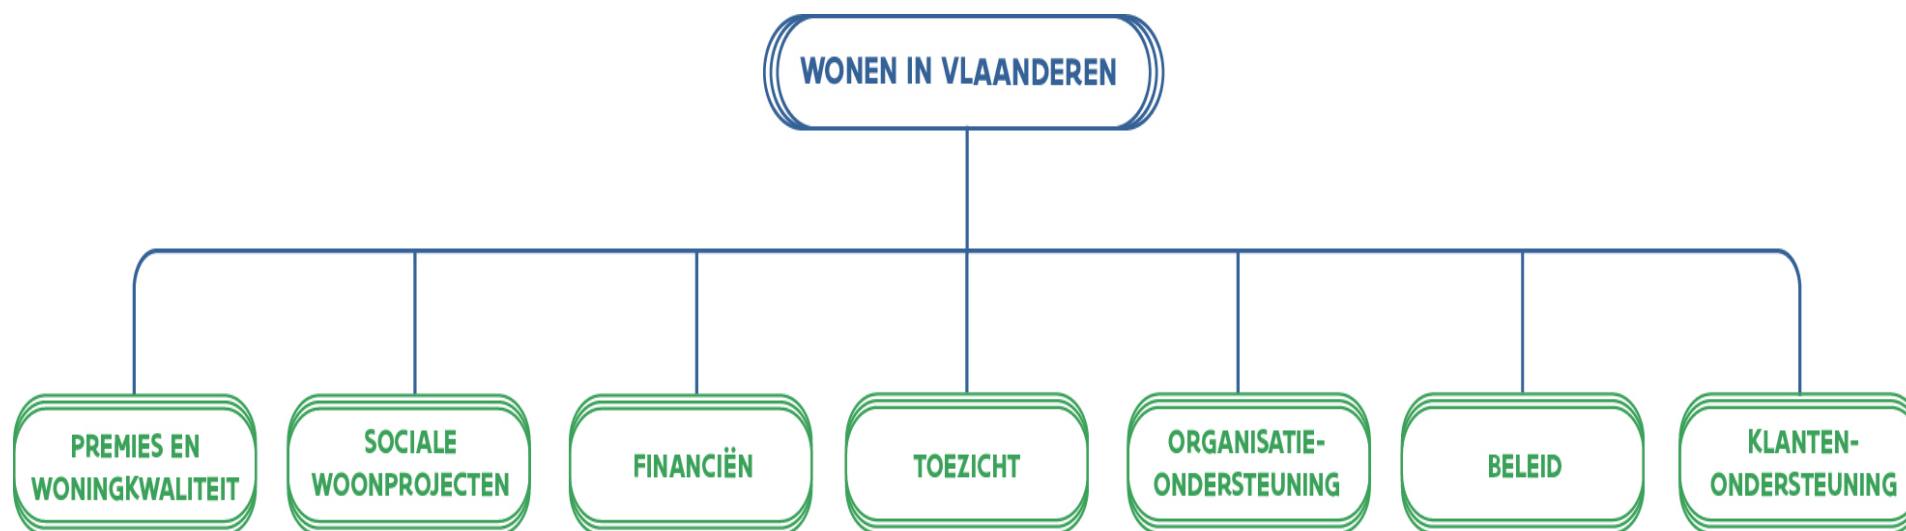 WONEN IN VLAANDEREN
PREMIES EN
WONINGKWALITEIT
SOCIALE
WOONPROJECTEN
FINANCIËN
TOEZICHT
ORGANISATIE-
ONDERSTEUNING
BELEID
KLANTEN-
ONDERSTEUNING